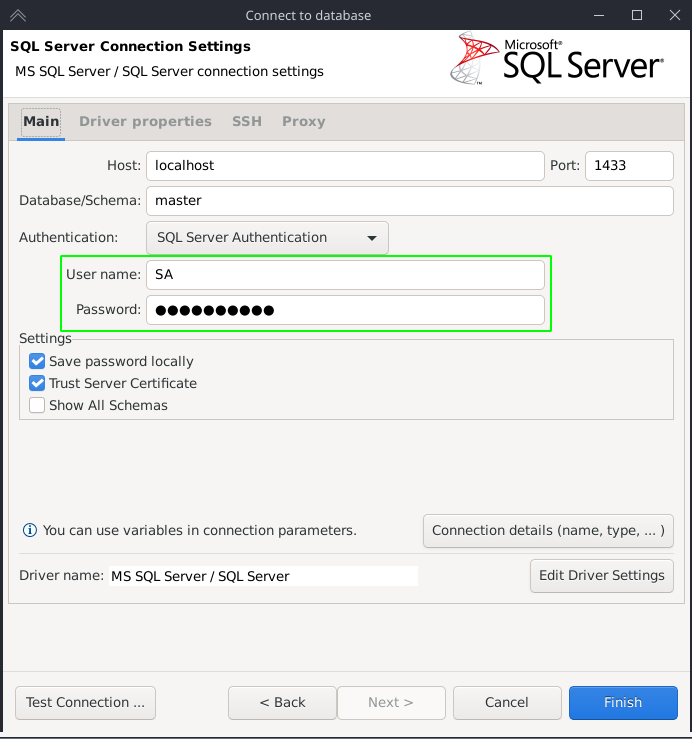 Connect to database
SQL Server Connection Settings
MS SQL Server / SQL Server connection settings
Microsoft®
SQL Server®
Main Driver properties SSH Proxy
Host: localhost Port: 1433
Database/Schema: master
Authentication: SQL Server Authentication
User name: SA
Password: ●●●●●●●●●●
Settings
Save password locally
Trust Server Certificate
Show All Schemas
You can use variables in connection parameters. Connection details (name, type, ... )
Driver name: MS SQL Server / SQL Server Edit Driver Settings
Test Connection ... < Back Next > Cancel Finish